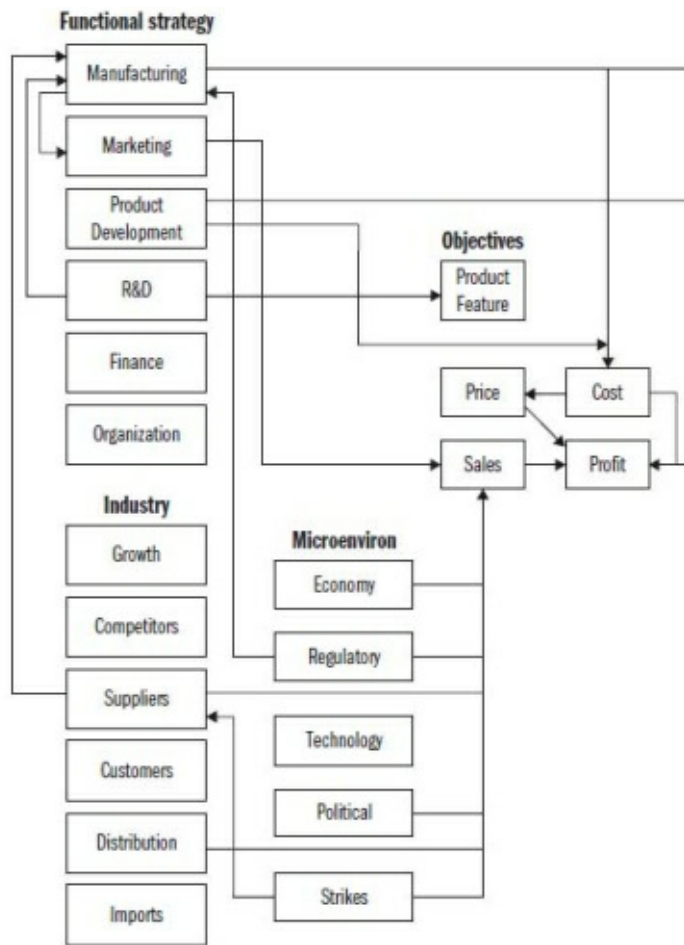 Functional strategy
Manufacturing
Marketing
Product
Development
R&D
Finance
Organization
Objectives
Product
Feature
Price
Cost
Sales
Profit
Industry
Growth
Competitors
Suppliers
Customers
Distribution
Imports
Microenviron
Economy
Regulatory
Technology
Political
Strikes